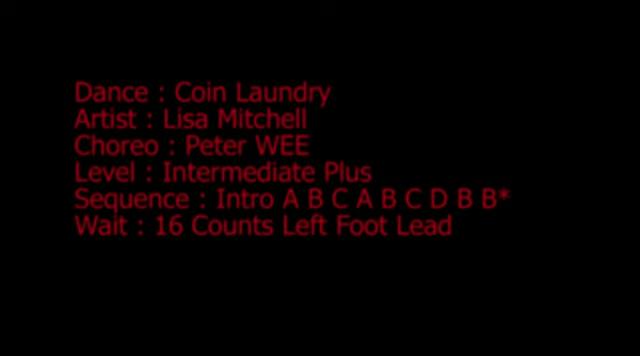 Dance : Coin Laundry
Artist : Lisa Mitchell
Choreo : Peter WEE
Level : Intermediate Plus
Sequence : Intro A B C A B C D B B*
Wait : 16 Counts Left Foot Lead